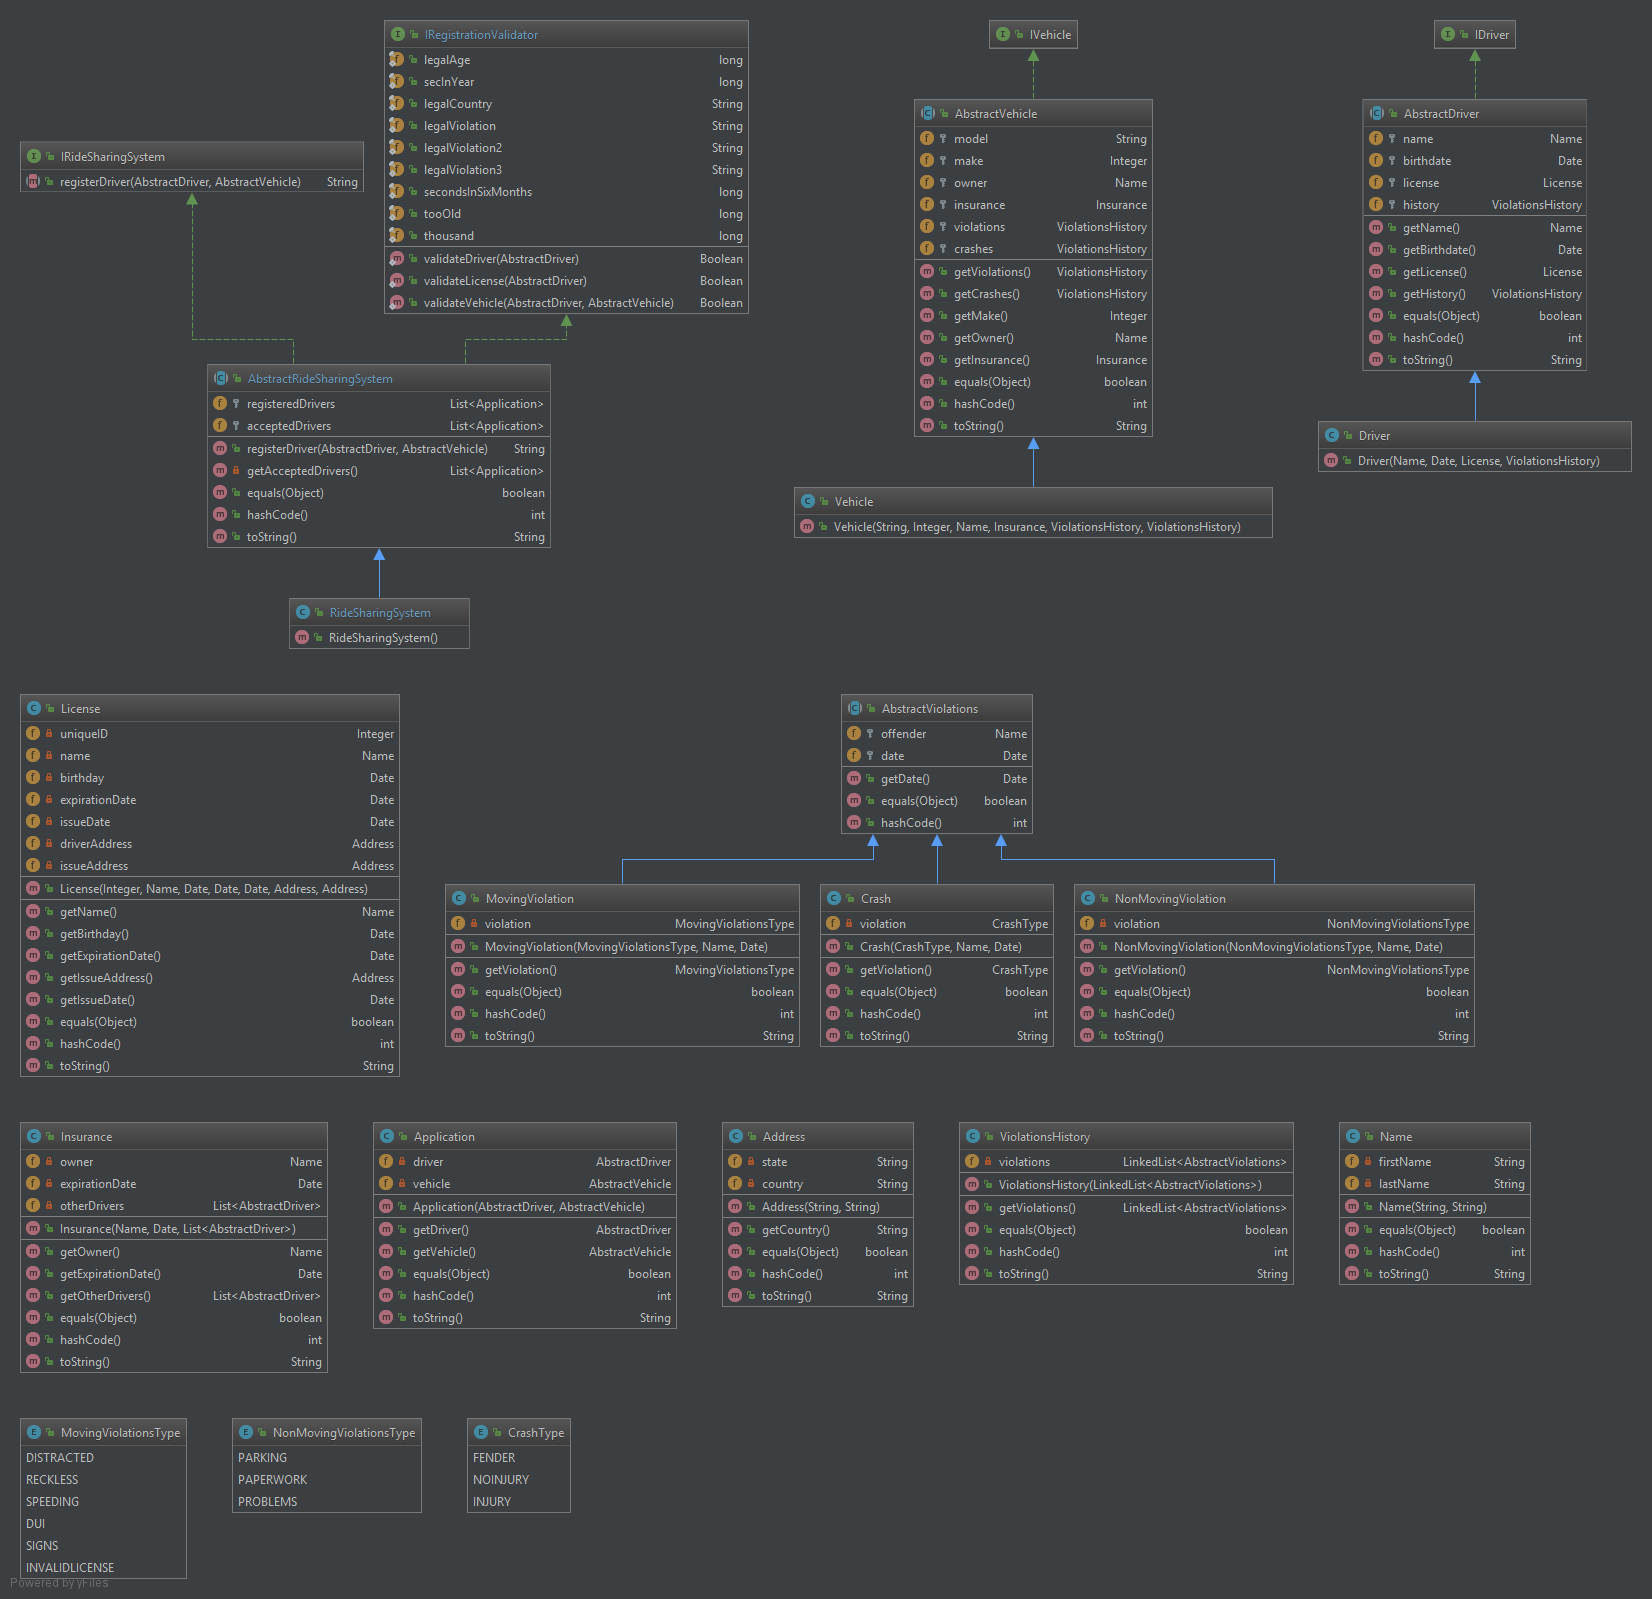 IRegistrationValidator
legalAge long
secInYear long
legalCountry String
legalViolation String
legalViolation2 String
legalViolation3 String
secondsInSixMonths long
tooOld long
thousand long
validateDriver(AbstractDriver) Boolean
validateLicense(AbstractDriver) Boolean
validateVehicle(AbstractDriver, AbstractVehicle) Boolean
IRideSharingSystem
registerDriver(AbstractDriver, AbstractVehicle) String
AbstractRideSharingSystem
registeredDrivers List<Application>
acceptedDrivers List<Application>
registerDriver(AbstractDriver, AbstractVehicle) String
getAcceptedDrivers() List<Application>
equals(Object) boolean
hashCode() int
toString() String
RideSharingSystem
RideSharingSystem()
IVehicle
AbstractVehicle
model String
make Integer
owner Name
insurance Insurance
violations ViolationsHistory
crashes ViolationsHistory
getViolations() ViolationsHistory
getCrashes() ViolationsHistory
getMake() Integer
getOwner() Name
getInsurance() Insurance
equals(Object) boolean
hashCode() int
toString() String
Vehicle
Vehicle(String, Integer, Name, Insurance, ViolationsHistory, ViolationsHistory)
IDriver
AbstractDriver
name Name
birthdate Date
license License
history ViolationsHistory
getName() Name
getBirthdate() Date
getLicense() License
getHistory() ViolationsHistory
equals(Object) boolean
hashCode() int
toString() String
Driver
Driver(Name, Date, License, ViolationsHistory)
License
uniqueID Integer
name Name
birthday Date
expirationDate Date
issueDate Date
driverAddress Address
issueAddress Address
License(Integer, Name, Date, Date, Date, Address, Address)
getName() Name
getBirthday() Date
getExpirationDate() Date
getIssueAddress() Address
getIssueDate() Date
equals(Object) boolean
hashCode() int
toString() String
AbstractViolations
offender Name
date Date
getDate() Date
equals(Object) boolean
hashCode() int
MovingViolation
violation MovingViolationsType
MovingViolation(MovingViolationsType, Name, Date)
getViolation() MovingViolationsType
equals(Object) boolean
hashCode() int
toString() String
Crash
violation CrashType
Crash(CrashType, Name, Date)
getViolation() CrashType
equals(Object) boolean
hashCode() int
toString() String
NonMovingViolation
violation NonMovingViolationsType
NonMovingViolation(NonMovingViolationsType, Name, Date)
getViolation() NonMovingViolationsType
equals(Object) boolean
hashCode() int
toString() String
Insurance
owner Name
expirationDate Date
otherDrivers List<AbstractDriver>
Insurance(Name, Date, List<AbstractDriver>)
getOwner() Name
getExpirationDate() Date
getOtherDrivers() List<AbstractDriver>
equals(Object) boolean
hashCode() int
toString() String
Application
driver AbstractDriver
vehicle AbstractVehicle
Application(AbstractDriver, AbstractVehicle)
getDriver() AbstractDriver
getVehicle() AbstractVehicle
equals(Object) boolean
hashCode() int
toString() String
Address
state String
country String
Address(String, String)
getCountry() String
equals(Object) boolean
hashCode() int
toString() String
ViolationsHistory
violations LinkedList<AbstractViolations>
ViolationsHistory(LinkedList<AbstractViolations>)
getViolations() LinkedList<AbstractViolations>
equals(Object) boolean
hashCode() int
toString() String
Name
firstName String
lastName String
Name(String, String)
equals(Object) boolean
hashCode() int
toString() String
MovingViolationsType
DISTRACTED
RECKLESS
SPEEDING
DUI
SIGNS
INVALIDLICENSE
NonMovingViolationsType
PARKING
PAPERWORK
PROBLEMS
CrashType
FENDER
NOINJURY
INJURY
Powered by yFiles